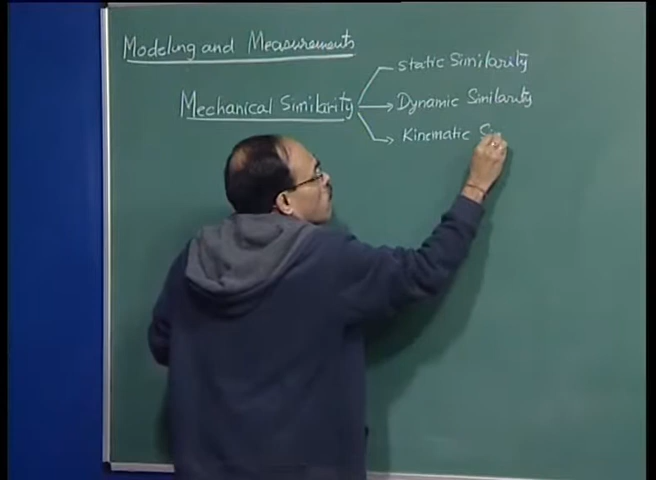 Modeling and Measurements
Static Similarity
Mechanical Similarity
Dynamic Similarity
Kinematic